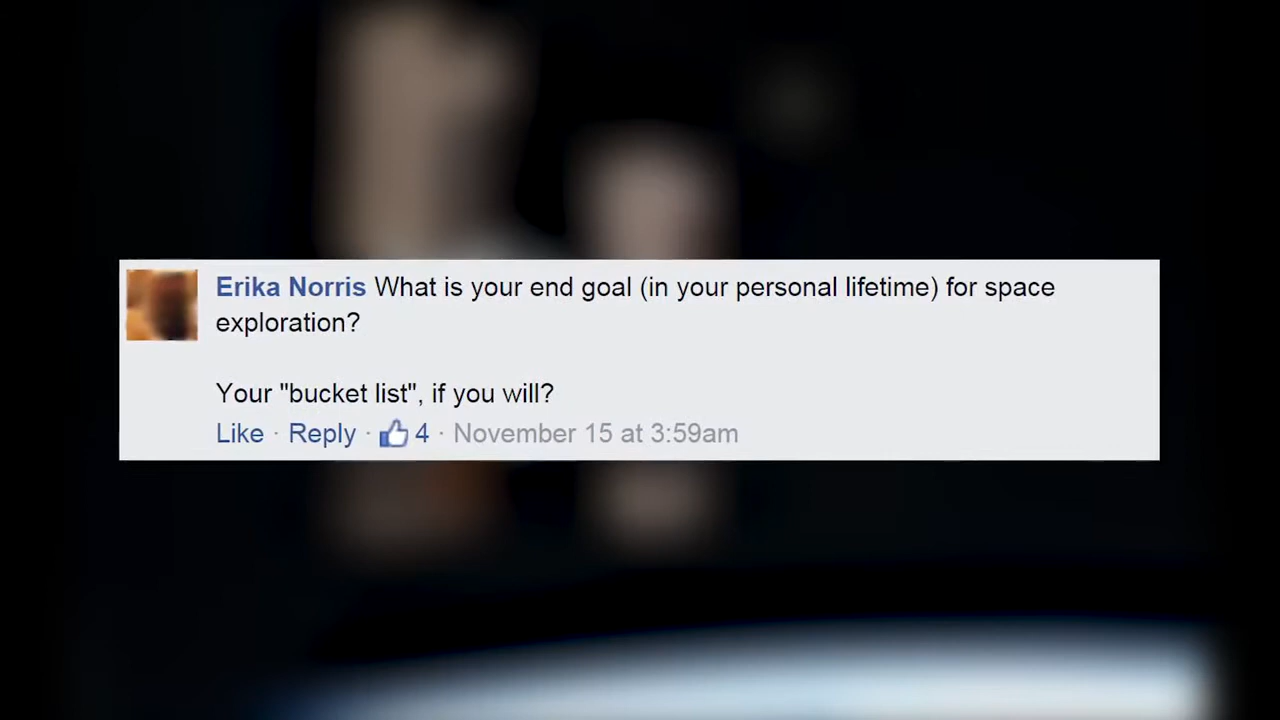 Erika Norris What is your end goal (in your personal lifetime) for space
exploration?
Your "bucket list", if you will?
Like · Reply · 4 · November 15 at 3:59am